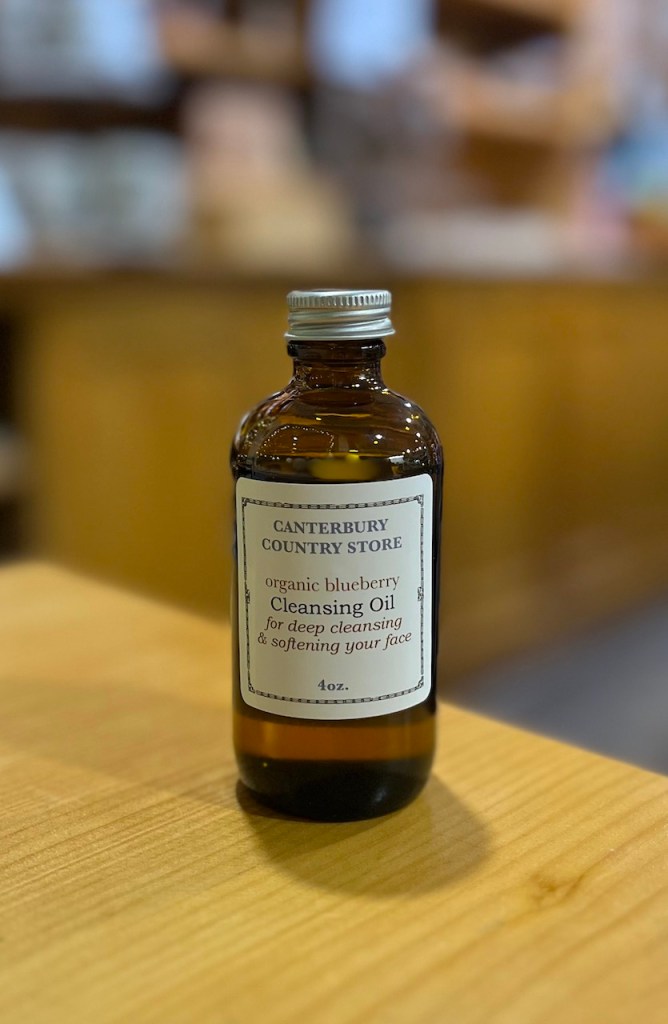 CANTERBURY
COUNTRY STORE
organic blueberry
Cleansing Oil
for deep cleansing
& softening your face
4oz.